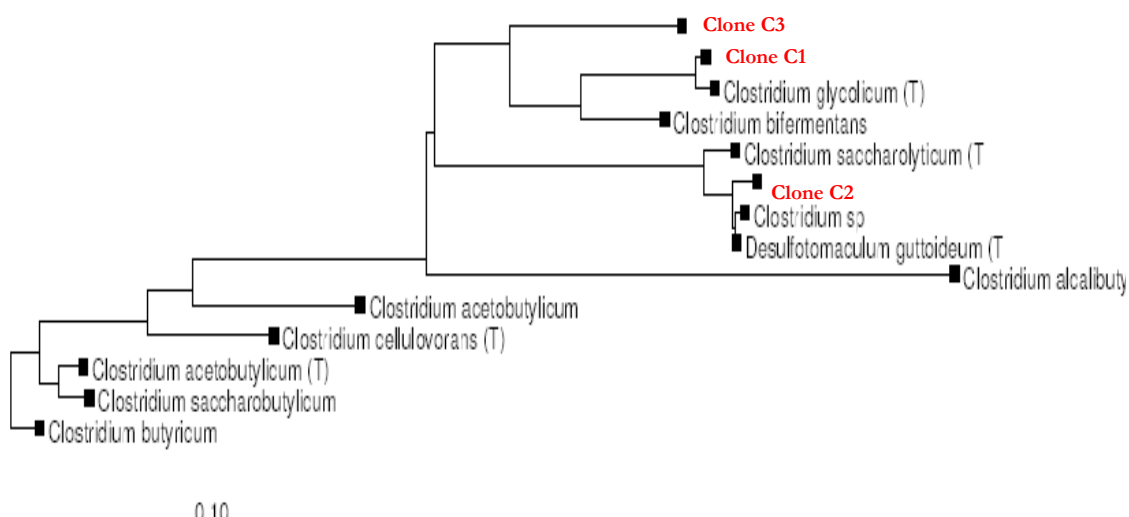 Clone C3
Clone C1
Clostridium glycolicum (T)
Clostridium bifermentans
Clostridium saccharolyticum (T
Clone C2
Clostridium sp
Desulfotomaculum guttoideum (T
Clostridium alcalibuty
Clostridium acetobutylicum
Clostridium cellulovorans (T)
Clostridium acetobutylicum (T)
Clostridium saccharobutylicum
Clostridium butyricum
0.10